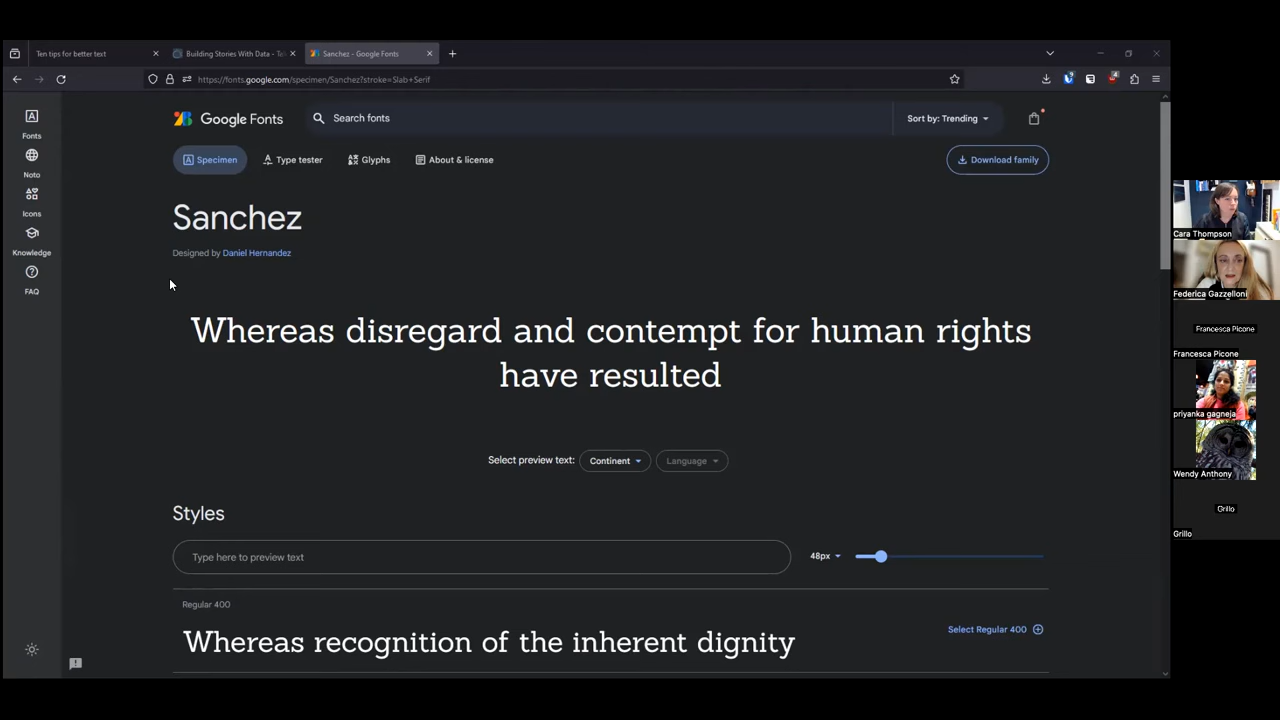 Ten tips for better text
Building Stories With Data - Te
Sanchez - Google Fonts
https://fonts.google.com/specimen/Sanchez?stroke=Slab+Serif
Fonts
Noto
Icons
Knowledge
FAQ
Google Fonts
Search fonts
Sort by: Trending
Specimen
Type tester
Glyphs
About & license
Download family
Sanchez
Designed by Daniel Hernandez
Whereas disregard and contempt for human rights
have resulted
Select preview text:
Continent
Language
Styles
Type here to preview text
48px
Regular 400
Whereas recognition of the inherent dignity
Select Regular 400
Cara Thompson
Federica Gazzelloni
Francesca Picone
Francesca Picone
priyanka gagneja
Wendy Anthony
Grillo
Grillo